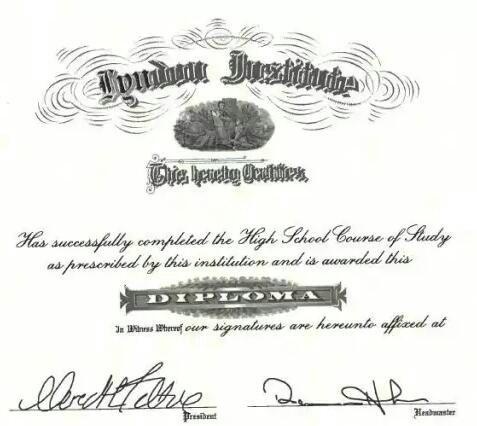 Lyndon Institute
This hereby Certifies,
Has successfully completed the High School Course of Study
as prescribed by this institution and is awarded this
DIPLOMA
In Witness Whereof our signatures are hereunto affixed at
President
Headmaster